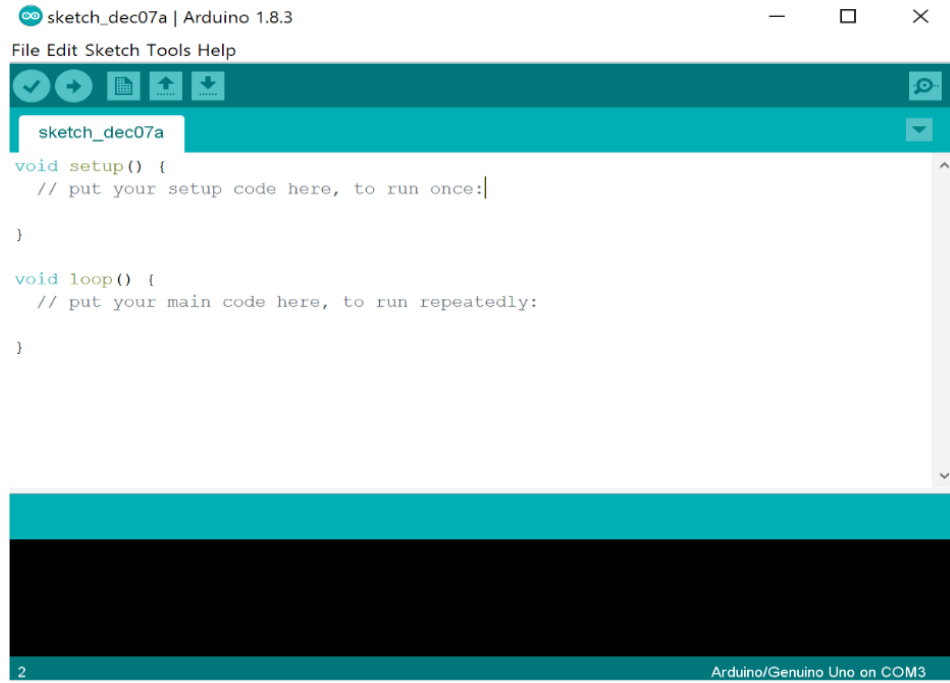 sketch_dec07a | Arduino 1.8.3
File Edit Sketch Tools Help
sketch_dec07a
void setup() {
  // put your setup code here, to run once:
}
void loop() {
  // put your main code here, to run repeatedly:
}
2
Arduino/Genuino Uno on COM3